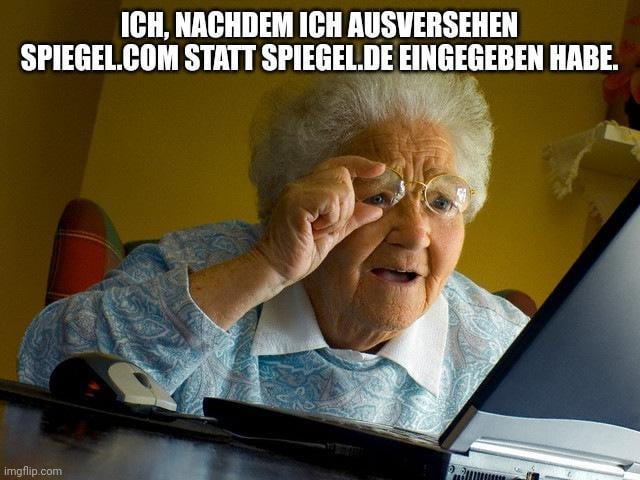 ICH, NACHDEM ICH AUSVERSEHEN
SPIEGEL.COM STATT SPIEGEL.DE EINGEGEBEN HABE.
imgflip.com